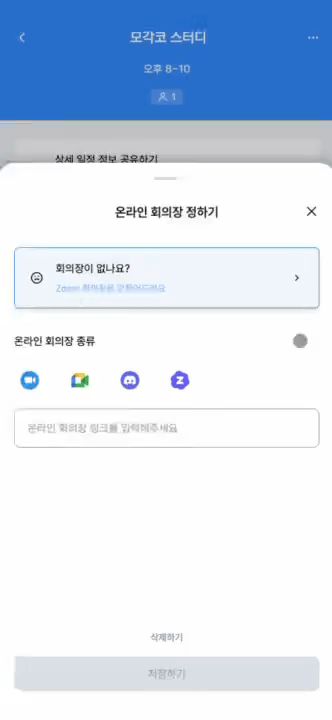 모각코 스터디
오후 8-10
1
상세 일정 정보 공유하기
온라인 회의장 정하기
회의장이 없나요?
Zoom 회의장을 만들어드려요
온라인 회의장 종류
온라인 회의장 링크를 입력해주세요
삭제하기
저장하기